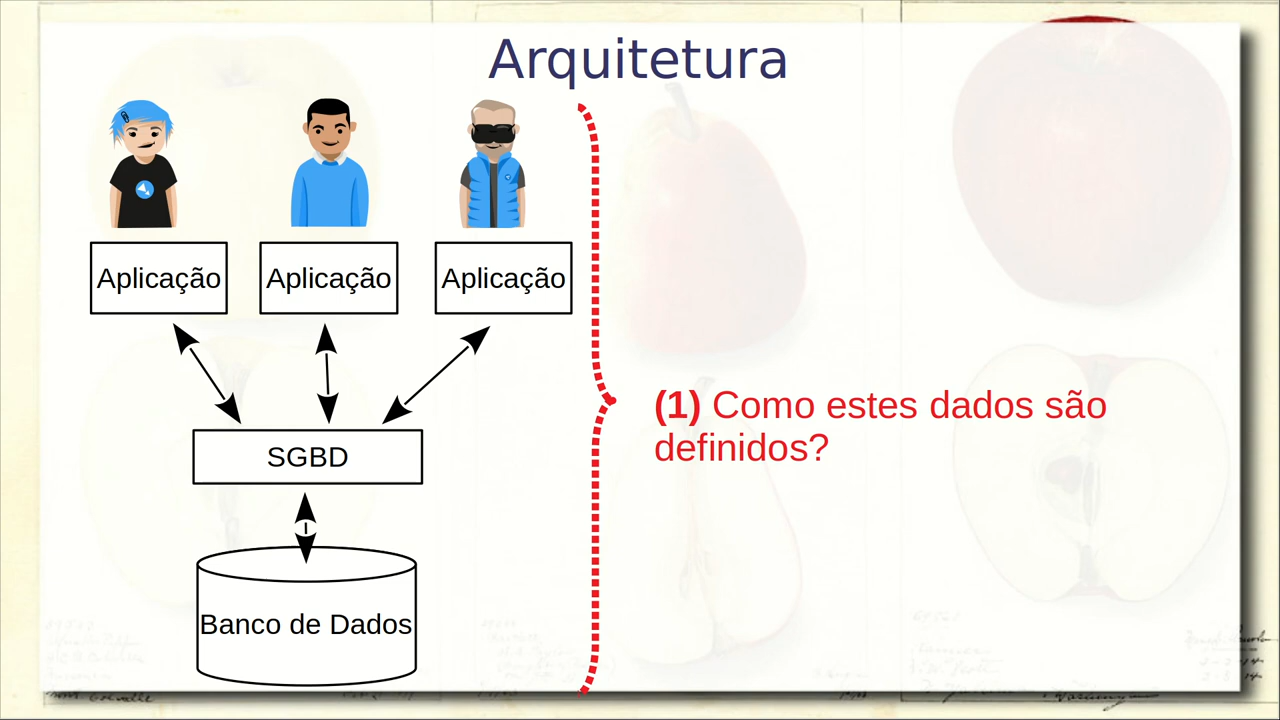 Arquitetura
Aplicação
Aplicação
Aplicação
(1) Como estes dados são
definidos?
SGBD
Banco de Dados